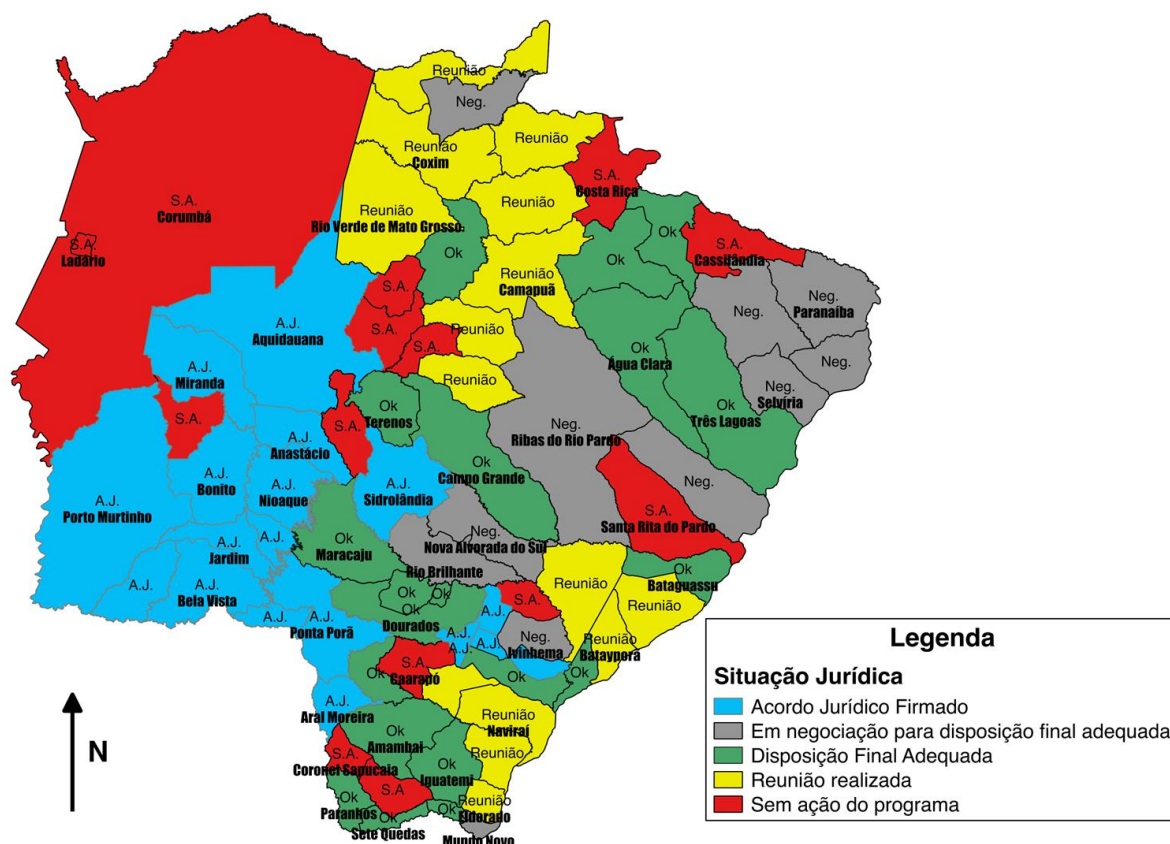 Reunião
Neg.
Reunião
Reunião
Coxim
S.A.
Costa Rica
S.A.
Corumbá
Reunião
Rio Verde de Mato Grosso
Reunião
S.A.
Ladário
Ok
Ok
Ok
S.A.
Cassilândia
Reunião
Camapuã
S.A.
Neg.
Paranaíba
Neg.
A.J.
Aquidauana
S.A.
Reunião
S.A.
Ok
Água Clara
Neg.
A.J.
Miranda
Reunião
Neg.
Selvíria
S.A.
Ok
Terenos
S.A.
Neg.
Ribas do Rio Pardo
Ok
Três Lagoas
A.J.
Anastácio
Ok
Campo Grande
A.J.
Bonito
A.J.
Nioaque
A.J.
Sidrolândia
Neg.
A.J.
Porto Murtinho
S.A.
Santa Rita do Pardo
Neg.
Nova Alvorada do Sul
A.J.
Jardim
A.J.
Ok
Maracaju
Rio Brilhante
Ok
Bataguassu
A.J.
A.J.
Bela Vista
Reunião
Ok
Ok
Ok
Dourados
A.J.
S.A.
Reunião
A.J.
A.J.
Ponta Porã
A.J.
A.J.
Neg.
Ivinhema
Reunião
Batayporã
S.A.
Caarapó
Ok
Ok
Ok
A.J.
Aral Moreira
Reunião
Naviraí
Ok
Amambai
Reunião
S.A.
Coronel Sapucaia
Ok
Iguatemi
S.A
Ok
Paranhos
Ok
Sete Quedas
Ok
Reunião
Eldorado
Mundo Novo
N
Legenda
Situação Jurídica
Acordo Jurídico Firmado
Em negociação para disposição final adequada
Disposição Final Adequada
Reunião realizada
Sem ação do programa